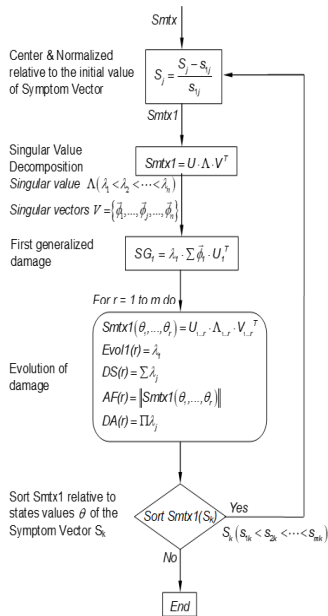 Smtx
Center & Normalized
relative to the initial value
of Symptom Vector
S_j = (S_j − s_1j) / s_1j
Smtx1
Singular Value
Decomposition
Smtx1 = U · Λ · V^T
Singular value Λ(λ_1 < λ_2 < ··· < λ_n)
Singular vectors V = {φ⃗_1,...,φ⃗_j,...,φ⃗_n}
First generalized
damage
SG_1 = λ_1 · Σ φ⃗_1 · U_1^T
For r = 1 to m do
Smtx1(θ_1,...,θ_r) = U_1...r · Λ_1...r · V_1...r^T
Evol1(r) = λ_1
DS(r) = Σλ_j
AF(r) = ‖Smtx1(θ_1,...,θ_r)‖
DA(r) = Πλ_j
Evolution of
damage
Sort Smtx1 relative to
states values θ of
the Symptom Vector S_k
Sort Smtx1(S_k)
Yes
S_k (s_1k < s_2k < ··· < s_mk)
No
End